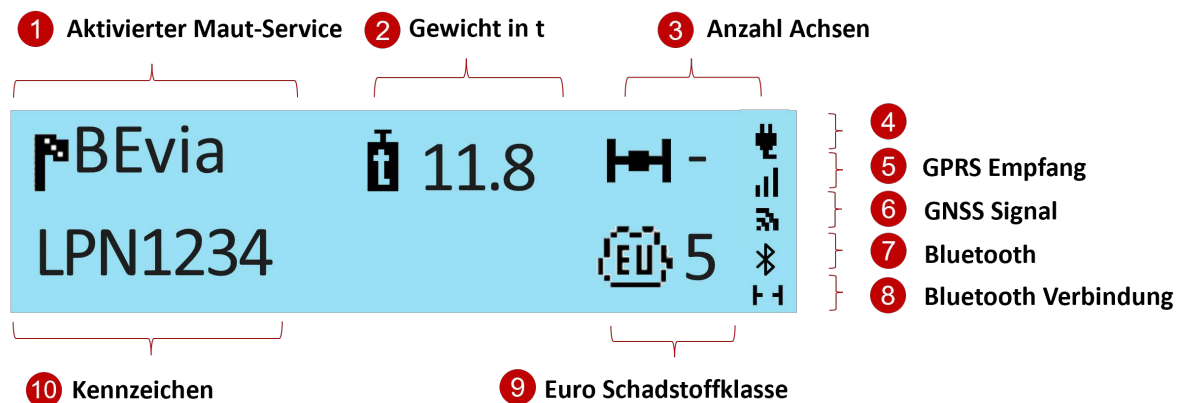 1 Aktivierter Maut-Service 2 Gewicht in t 3 Anzahl Achsen
BEvia t 11.8 -
4
5 GPRS Empfang
6 GNSS Signal
LPN1234 EU 5
7 Bluetooth
8 Bluetooth Verbindung
10 Kennzeichen 9 Euro Schadstoffklasse